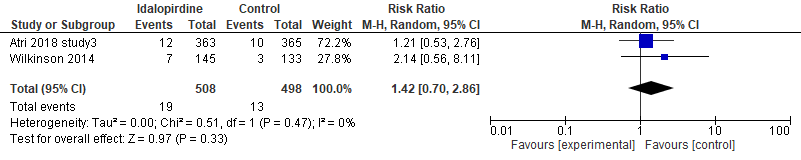 Idalopirdine Control Risk Ratio Risk Ratio
Study or Subgroup Events Total Events Total Weight M-H, Random, 95% CI M-H, Random, 95% CI
Atri 2018 study3 12 363 10 365 72.2% 1.21 [0.53, 2.76]
Wilkinson 2014 7 145 3 133 27.8% 2.14 [0.56, 8.11]
Total (95% CI) 508 498 100.0% 1.42 [0.70, 2.86]
Total events 19 13
Heterogeneity: Tau² = 0.00; Chi² = 0.51, df = 1 (P = 0.47); I² = 0%
Test for overall effect: Z = 0.97 (P = 0.33)
0.01 0.1 1 10 100
Favours [experimental] Favours [control]